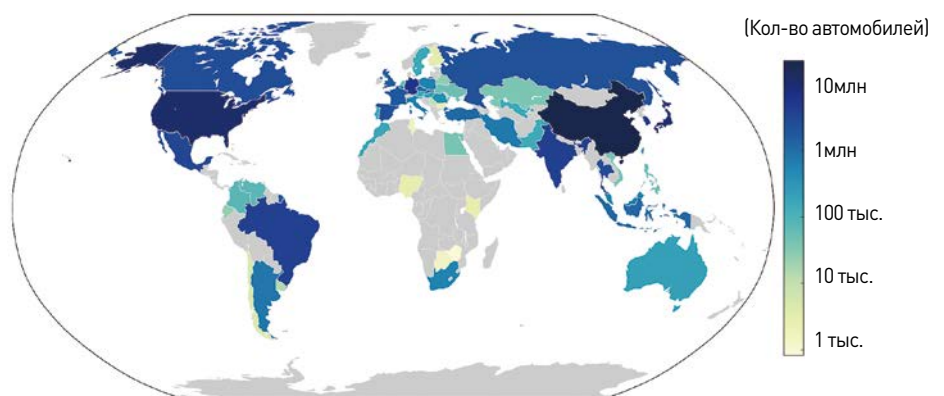 (Кол-во автомобилей)
10млн
1млн
100 тыс.
10 тыс.
1 тыс.